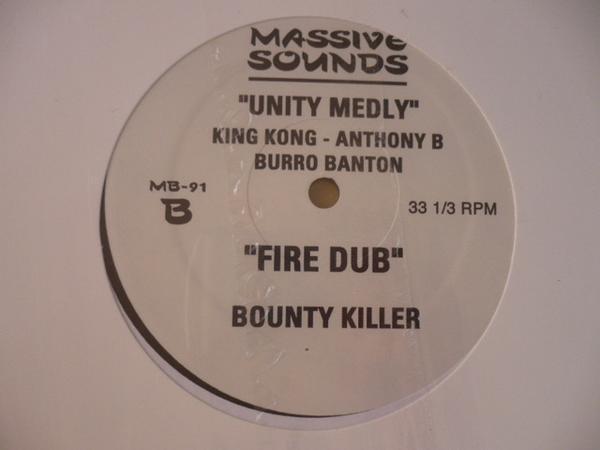 MASSIVE
SOUNDS
"UNITY MEDLY"
KING KONG - ANTHONY B
BURRO BANTON
MB-91
B
33 1/3 RPM
"FIRE DUB"
BOUNTY KILLER